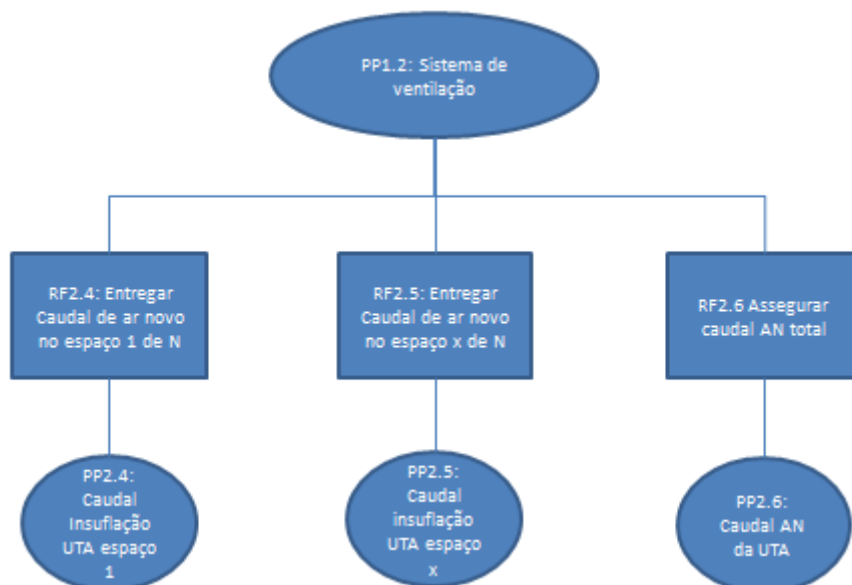 PP1.2: Sistema de
ventilação
RF2.4: Entregar
Caudal de ar novo
no espaço 1 de N
RF2.5: Entregar
Caudal de ar novo
no espaço x de N
RF2.6 Assegurar
caudal AN total
PP2.4:
Caudal
Insuflação
UTA espaço
1
PP2.5:
Caudal
insuflação
UTA espaço
x
PP2.6:
Caudal AN
da UTA